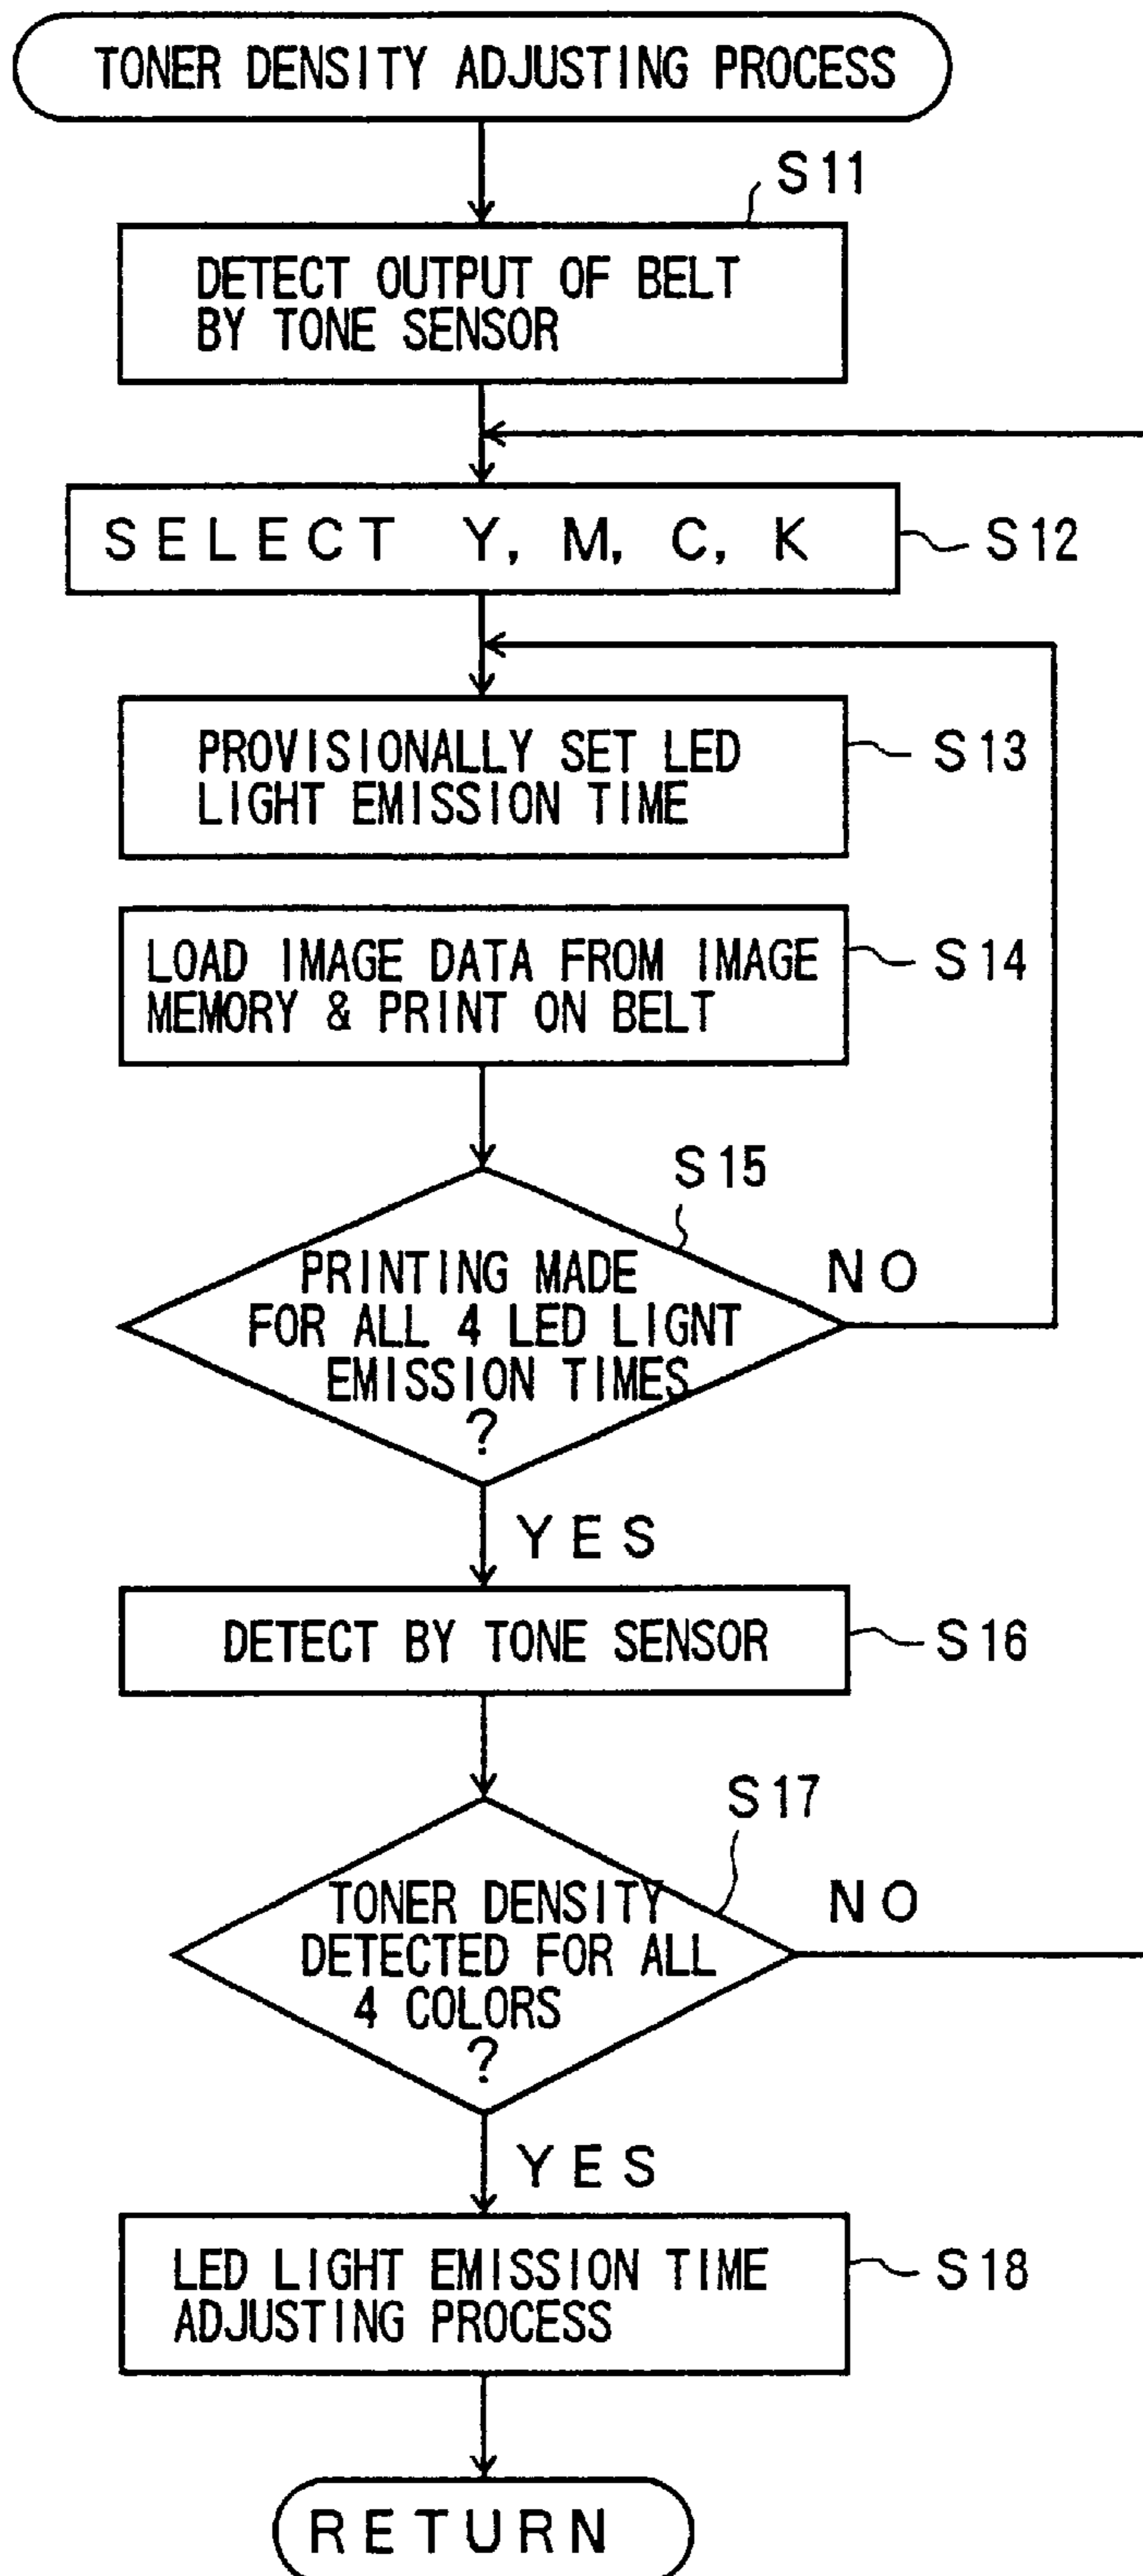 TONER DENSITY ADJUSTING PROCESS
S11
DETECT OUTPUT OF BELT
BY TONE SENSOR
SELECT Y, M, C, K
S12
PROVISIONALLY SET LED
LIGHT EMISSION TIME
S13
LOAD IMAGE DATA FROM IMAGE
MEMORY & PRINT ON BELT
S14
S15
PRINTING MADE
FOR ALL 4 LED LIGNT
EMISSION TIMES
?
NO
YES
DETECT BY TONE SENSOR
S16
S17
TONER DENSITY
DETECTED FOR ALL
4 COLORS
?
NO
YES
LED LIGHT EMISSION TIME
ADJUSTING PROCESS
S18
RETURN